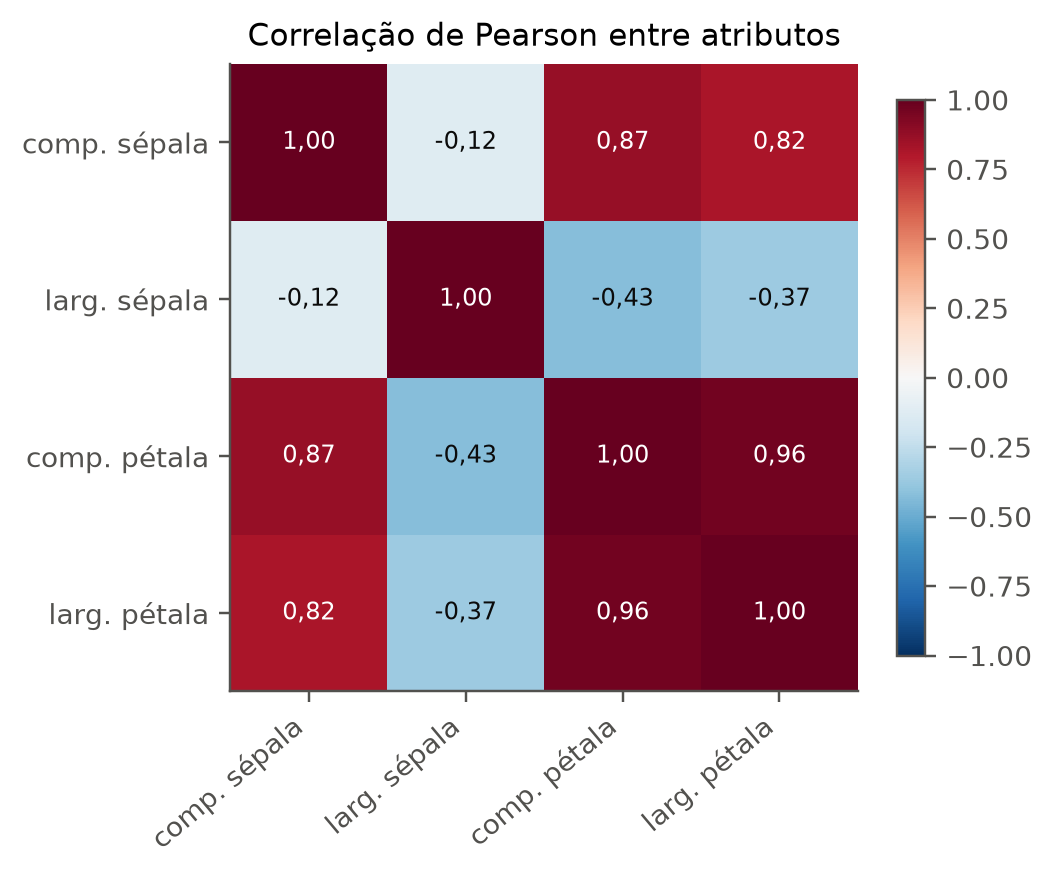 Correlação de Pearson entre atributos
comp. sépala 1,00 -0,12 0,87 0,82
larg. sépala -0,12 1,00 -0,43 -0,37
comp. pétala 0,87 -0,43 1,00 0,96
larg. pétala 0,82 -0,37 0,96 1,00
comp. sépala larg. sépala comp. pétala larg. pétala
1.00
0.75
0.50
0.25
0.00
−0.25
−0.50
−0.75
−1.00